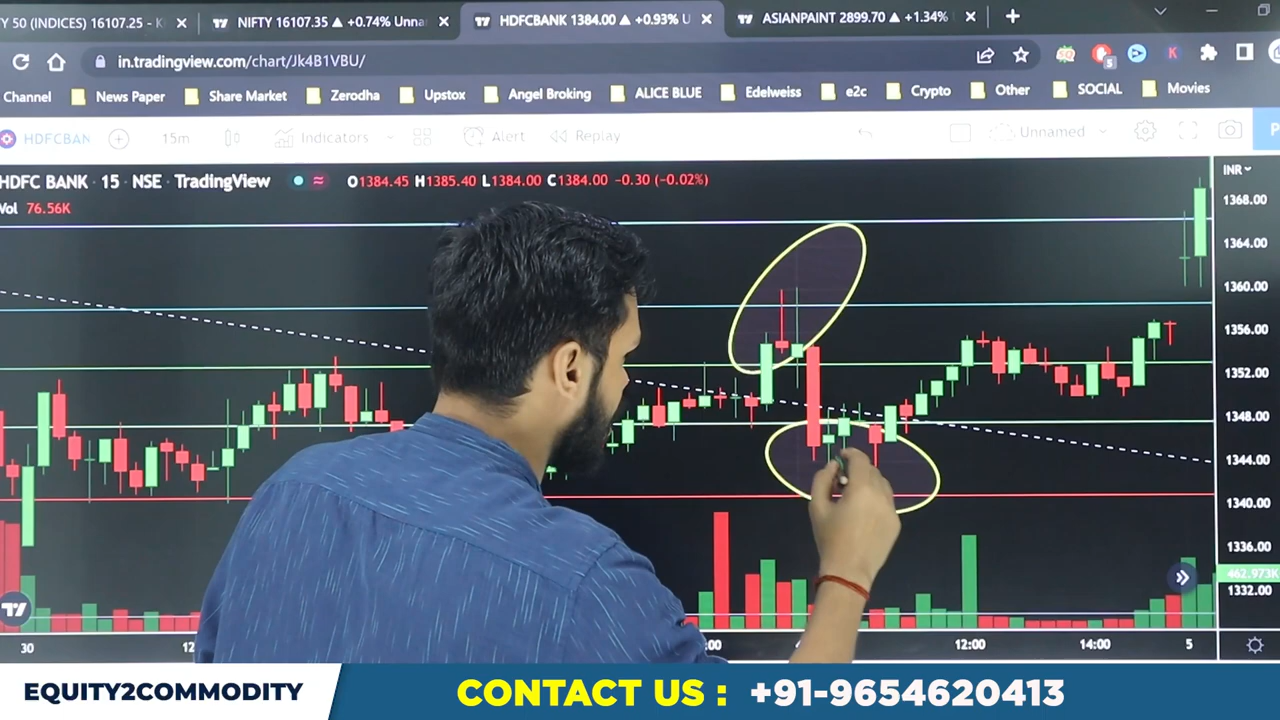 50 (INDICES) 16107.25 -
NIFTY 16107.35 ▲ +0.74% Unna
HDFCBANK 1384.00 ▲ +0.93% U
ASIANPAINT 2899.70 ▲ +1.34%
in.tradingview.com/chart/Jk4B1VBU/
5
K
Channel
News Paper
Share Market
Zerodha
Upstox
Angel Broking
ALICE BLUE
Edelweiss
e2c
Crypto
Other
SOCIAL
Movies
HDFCBAN
15m
Indicators
Alert
Replay
Unnamed
P
HDFC BANK · 15 · NSE · TradingView
O1384.45 H1385.40 L1384.00 C1384.00 -0.30 (-0.02%)
Vol 76.56K
INR
1368.00
1364.00
1360.00
1356.00
1352.00
1348.00
1344.00
1340.00
1336.00
462.973K
1332.00
30
12
:00
12:00
14:00
5
EQUITY2COMMODITY
CONTACT US : +91-9654620413